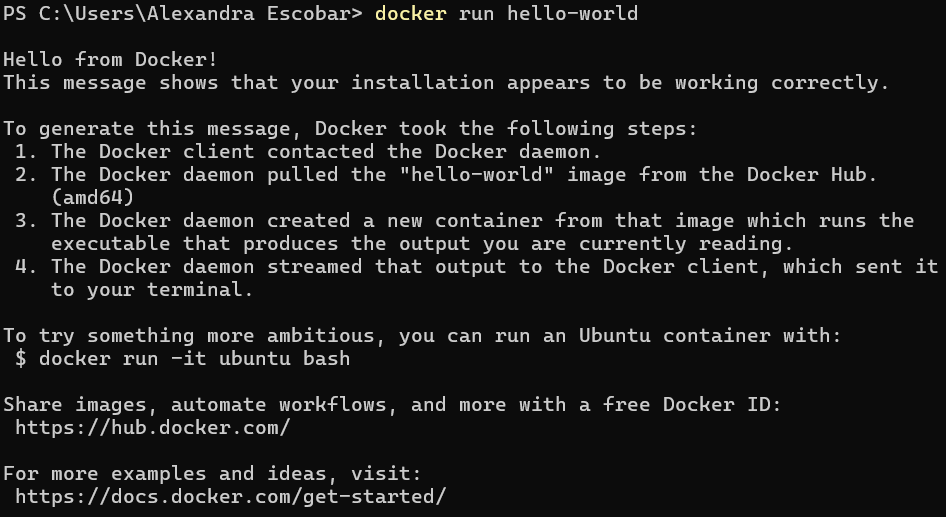 PS C:\Users\Alexandra Escobar> docker run hello-world
Hello from Docker!
This message shows that your installation appears to be working correctly.
To generate this message, Docker took the following steps:
1. The Docker client contacted the Docker daemon.
2. The Docker daemon pulled the "hello-world" image from the Docker Hub.
(amd64)
3. The Docker daemon created a new container from that image which runs the
executable that produces the output you are currently reading.
4. The Docker daemon streamed that output to the Docker client, which sent it
to your terminal.
To try something more ambitious, you can run an Ubuntu container with:
$ docker run -it ubuntu bash
Share images, automate workflows, and more with a free Docker ID:
https://hub.docker.com/
For more examples and ideas, visit:
https://docs.docker.com/get-started/